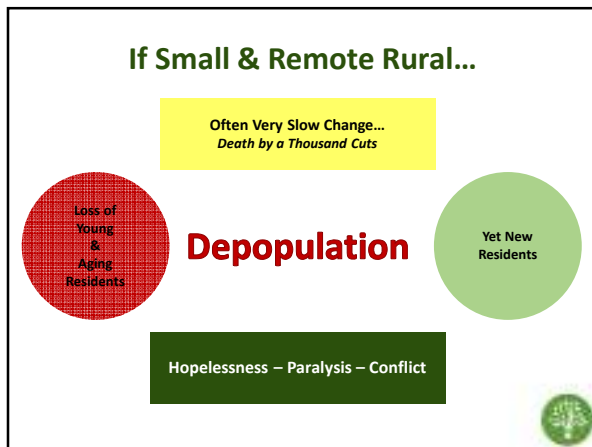 If Small & Remote Rural...
Often Very Slow Change...
Death by a Thousand Cuts
Loss of
Young
&
Aging
Residents
Depopulation
Yet New
Residents
Hopelessness – Paralysis – Conflict